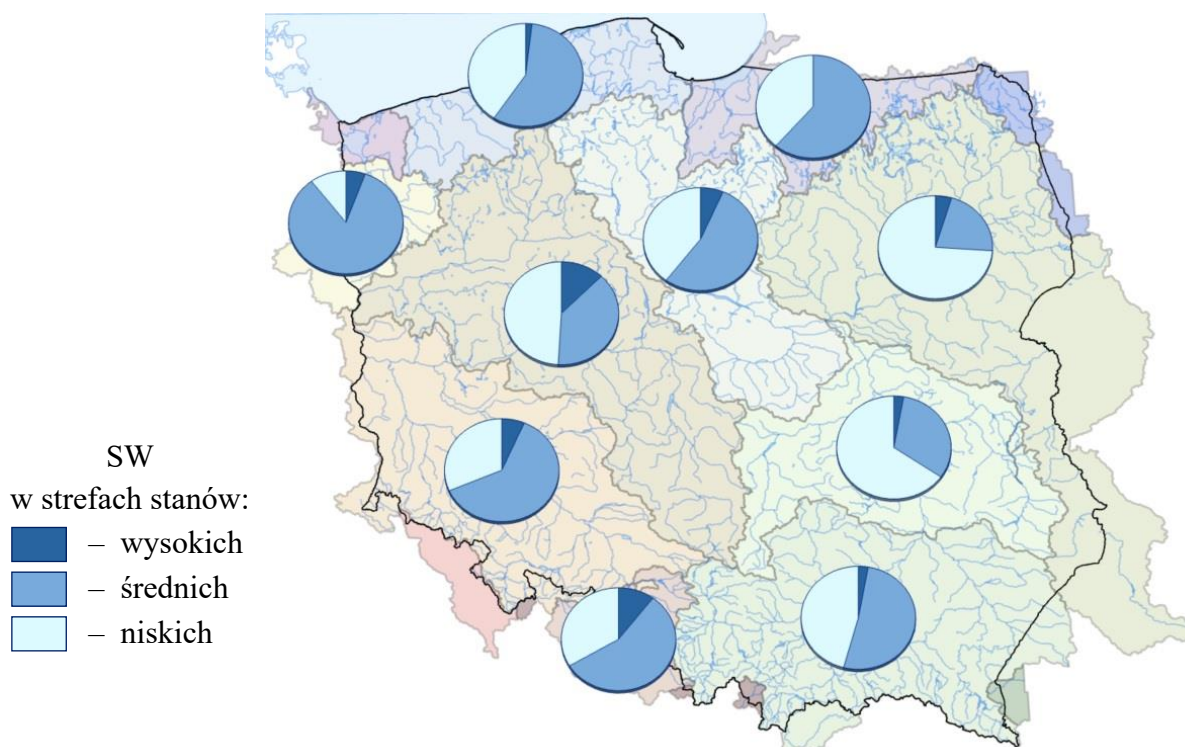 SW
w strefach stanów:
– wysokich
– średnich
– niskich